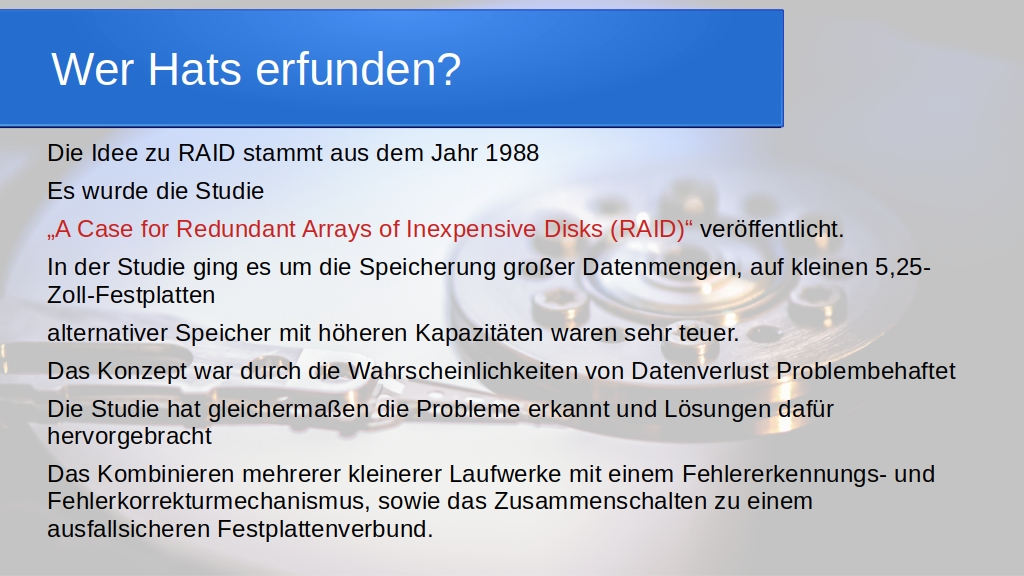 Wer Hats erfunden?
Die Idee zu RAID stammt aus dem Jahr 1988
Es wurde die Studie
„A Case for Redundant Arrays of Inexpensive Disks (RAID)“ veröffentlicht.
In der Studie ging es um die Speicherung großer Datenmengen, auf kleinen 5,25-
Zoll-Festplatten
alternativer Speicher mit höheren Kapazitäten waren sehr teuer.
Das Konzept war durch die Wahrscheinlichkeiten von Datenverlust Problembehaftet
Die Studie hat gleichermaßen die Probleme erkannt und Lösungen dafür
hervorgebracht
Das Kombinieren mehrerer kleinerer Laufwerke mit einem Fehlererkennungs- und
Fehlerkorrekturmechanismus, sowie das Zusammenschalten zu einem
ausfallsicheren Festplattenverbund.